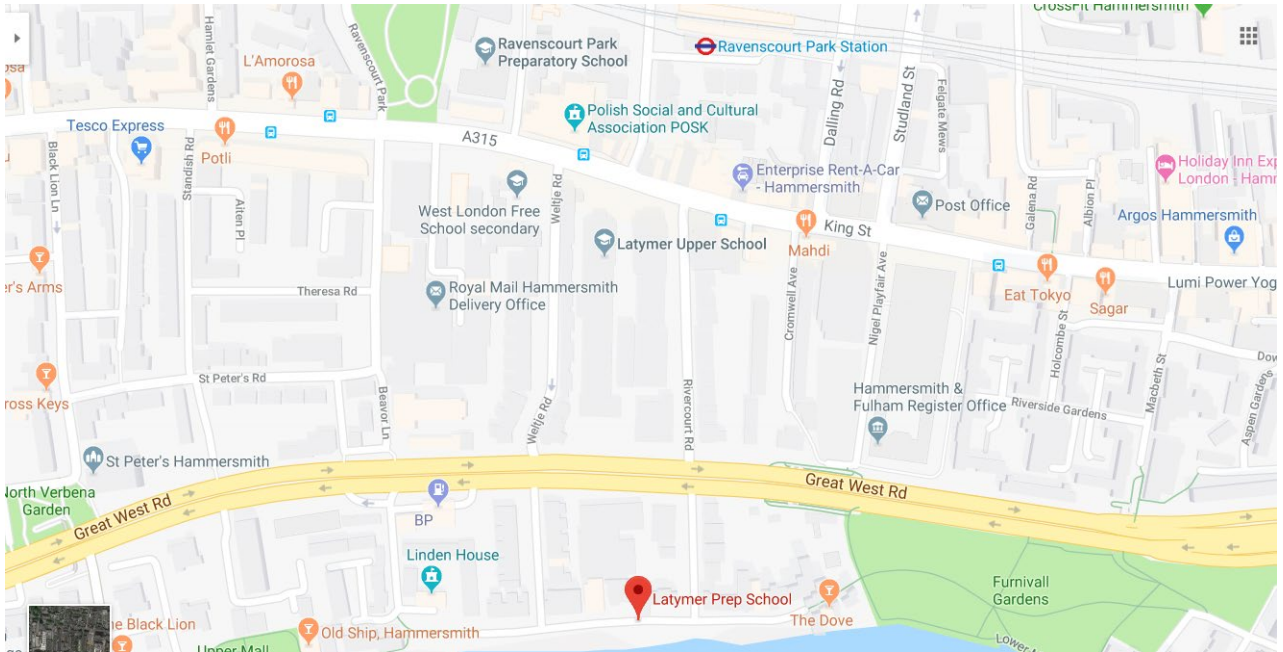 CrossFit Hammersmith
Ravenscourt Park
Preparatory School
Ravenscourt Park Station
Hamlet Gardens
Ravenscourt Park
L'Amorosa
Dalling Rd
Studland St
Felgate Mews
Tesco Express
Polish Social and Cultural
Association POSK
A315
Potli
Black Lion Ln
Standish Rd
Weltje Rd
Enterprise Rent-A-Car
- Hammersmith
Holiday Inn Exp
London - Hamm
Aiten Pl
West London Free
School secondary
Post Office
Galena Rd
Albion Pl
Argos Hammersmith
King St
Latymer Upper School
Mahdi
er's Arms
Theresa Rd
Royal Mail Hammersmith
Delivery Office
Cromwell Ave
Nigel Playfair Ave
Eat Tokyo
Sagar
Lumi Power Yog
Holcombe St
St Peter's Rd
Beavor Ln
Rivercourt Rd
Macbeth St
Dow
ross Keys
Weltje Rd
Hammersmith &
Fulham Register Office
Riverside Gardens
Aspen Gardens
St Peter's Hammersmith
North Verbena
Garden
Great West Rd
Great West Rd
BP
Linden House
Furnivall
Gardens
Latymer Prep School
The Dove
e Black Lion
Old Ship, Hammersmith
Upper Mall
Lower